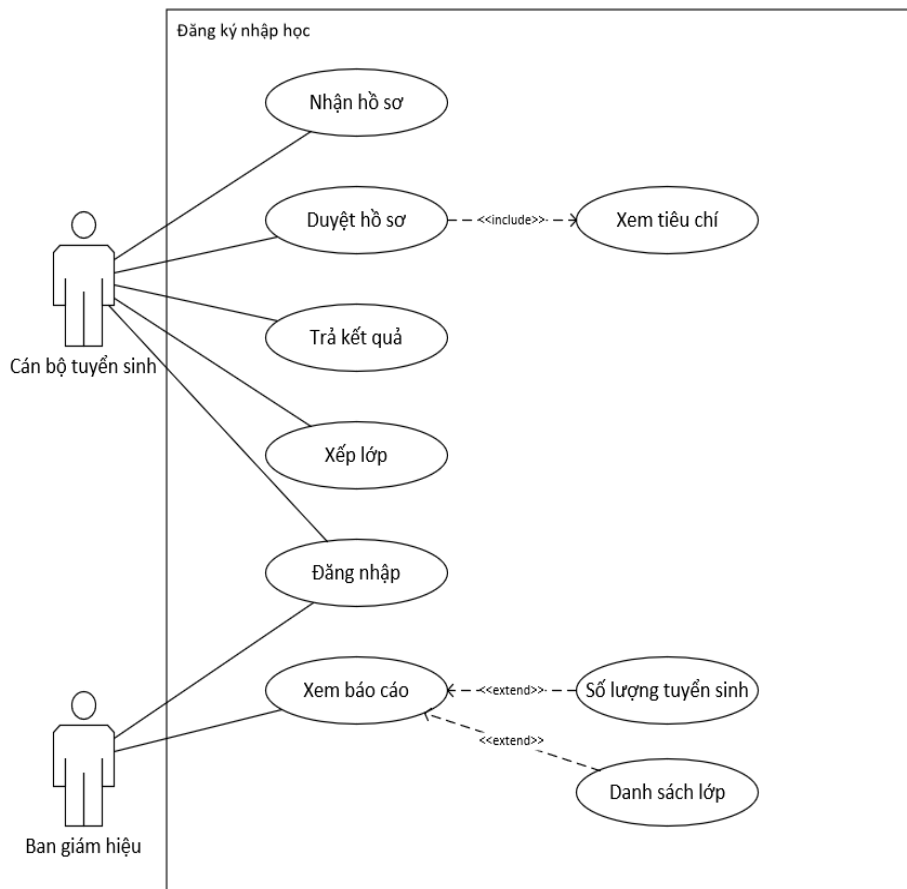 Đăng ký nhập học
Nhận hồ sơ
Duyệt hồ sơ
<<include>>
Xem tiêu chí
Trả kết quả
Cán bộ tuyển sinh
Xếp lớp
Đăng nhập
Xem báo cáo
<<extend>>
Số lượng tuyển sinh
<<extend>>
Danh sách lớp
Ban giám hiệu